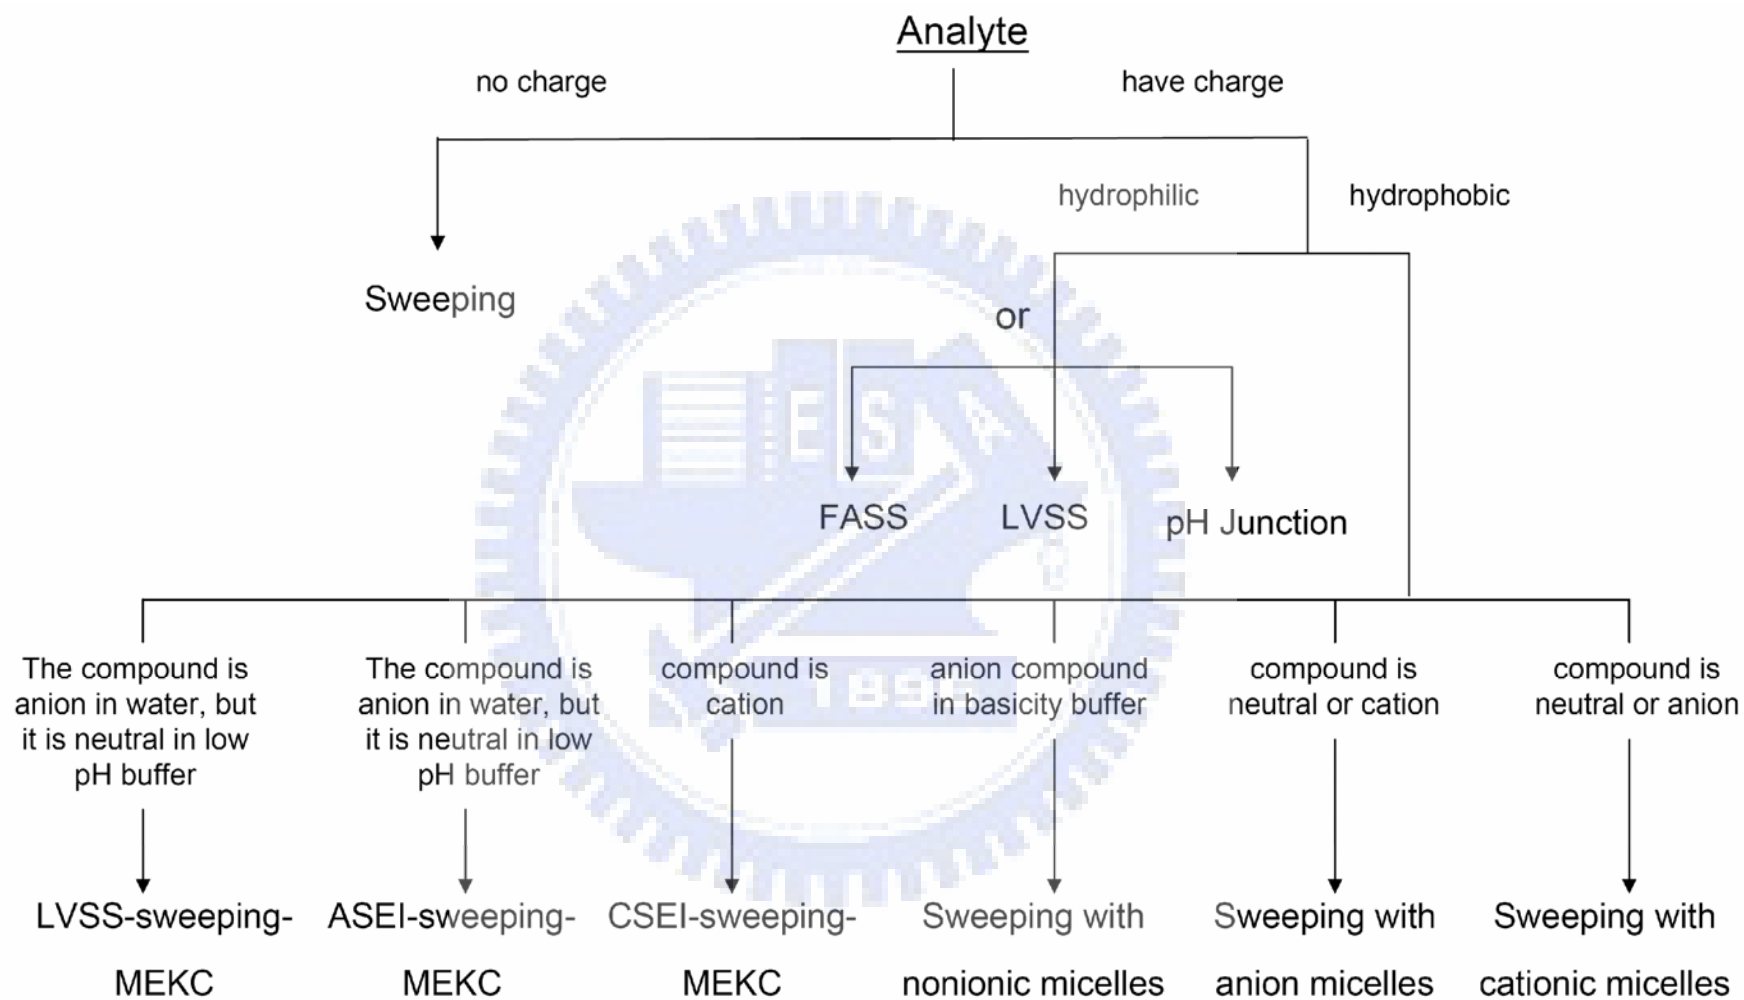 Analyte
no charge
have charge
hydrophilic
hydrophobic
Sweeping
or
FASS
LVSS
pH Junction
The compound is
anion in water, but
it is neutral in low
pH buffer
The compound is
anion in water, but
it is neutral in low
pH buffer
compound is
cation
anion compound
in basicity buffer
compound is
neutral or cation
compound is
neutral or anion
LVSS-sweeping-
MEKC
ASEI-sweeping-
MEKC
CSEI-sweeping-
MEKC
Sweeping with
nonionic micelles
Sweeping with
anion micelles
Sweeping with
cationic micelles
E S A